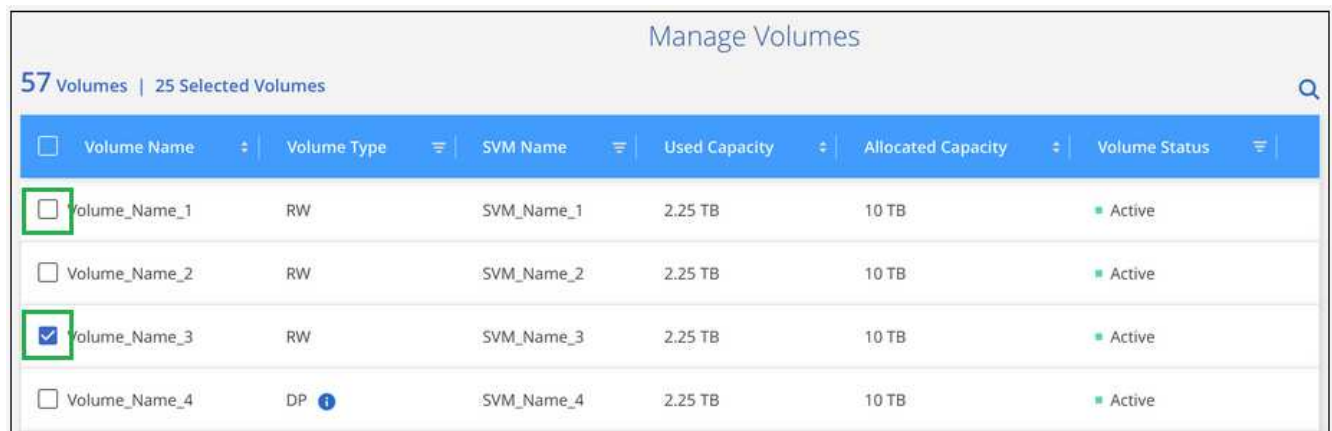 Manage Volumes
57 Volumes | 25 Selected Volumes
Volume Name Volume Type SVM Name Used Capacity Allocated Capacity Volume Status
Volume_Name_1 RW SVM_Name_1 2.25 TB 10 TB Active
Volume_Name_2 RW SVM_Name_2 2.25 TB 10 TB Active
Volume_Name_3 RW SVM_Name_3 2.25 TB 10 TB Active
Volume_Name_4 DP i SVM_Name_4 2.25 TB 10 TB Active